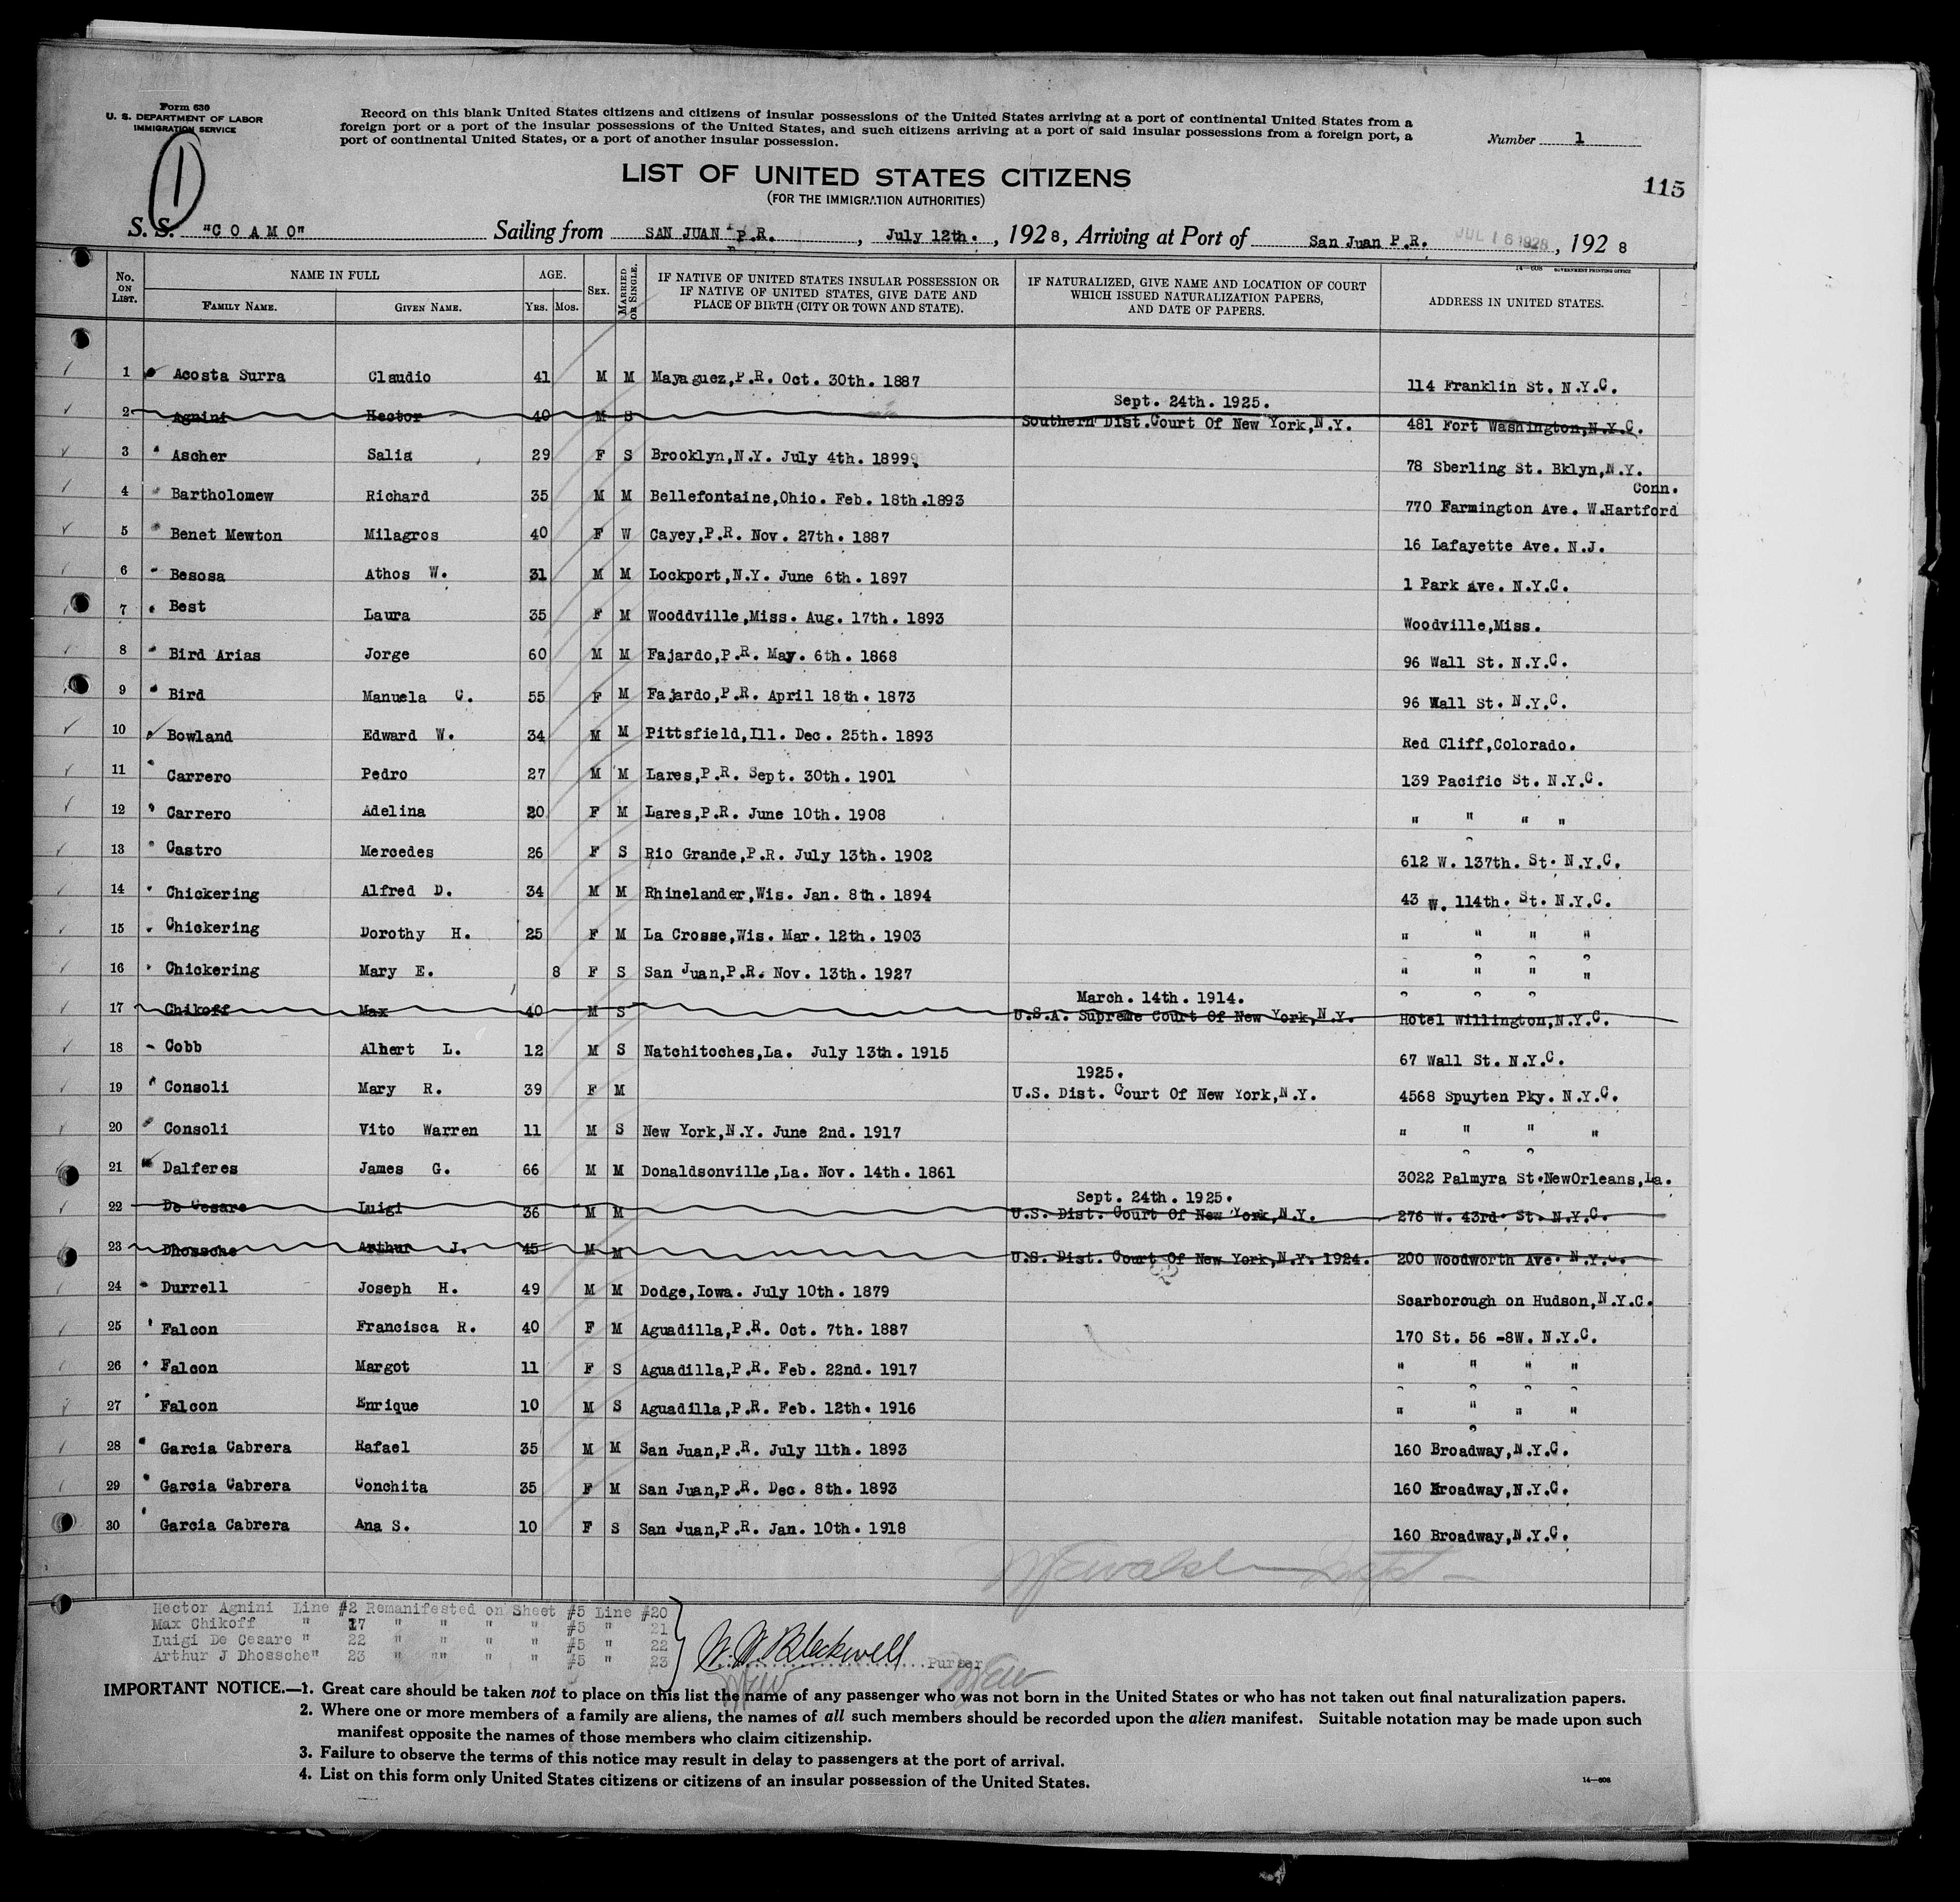 Form 630
U. S. DEPARTMENT OF LABOR
IMMIGRATION SERVICE
1
Record on this blank United States citizens and citizens of insular possessions of the United States arriving at a port of continental United States from a
foreign port or a port of the insular possessions of the United States, and such citizens arriving at a port of said insular possessions from a foreign port, a
port of continental United States, or a port of another insular possession.
Number 1
115
LIST OF UNITED STATES CITIZENS
(FOR THE IMMIGRATION AUTHORITIES)
S. S. "COAMO" Sailing from SAN JUAN P.R. , July 12th. , 1928, Arriving at Port of San Juan P.R. JUL 16 1928 , 1928
14—608 GOVERNMENT PRINTING OFFICE
No. ON LIST. NAME IN FULL FAMILY NAME. GIVEN NAME. AGE. YRS. MOS. SEX. MARRIED OR SINGLE. IF NATIVE OF UNITED STATES INSULAR POSSESSION OR IF NATIVE OF UNITED STATES, GIVE DATE AND PLACE OF BIRTH (CITY OR TOWN AND STATE). IF NATURALIZED, GIVE NAME AND LOCATION OF COURT WHICH ISSUED NATURALIZATION PAPERS, AND DATE OF PAPERS. ADDRESS IN UNITED STATES.
1 Acosta Surra Claudio 41 M M Mayaguez,P.R. Oct. 30th. 1887 114 Franklin St. N.Y.C.
Sept. 24th. 1925.
2 Agnini Hector 40 M S Southern Dist.Court Of New York,N.Y. 481 Fort Washington,N.Y.C.
3 Ascher Salia 29 F S Brooklyn,N.Y. July 4th. 1899. 78 Sberling St. Bklyn,N.Y.
Conn.
4 Bartholomew Richard 35 M M Bellefontaine,Ohio. Feb. 18th.1893 770 Farmington Ave. W.Hartford
5 Benet Mewton Milagros 40 F W Cayey,P.R. Nov. 27th. 1887 16 Lafayette Ave. N.J.
6 Besosa Athos W. 31 M M Lockport,N.Y. June 6th. 1897 1 Park Ave. N.Y.C.
7 Best Laura 35 F M Wooddville,Miss. Aug. 17th. 1893 Woodville,Miss.
8 Bird Arias Jorge 60 M M Fajardo,P.R. May. 6th. 1868 96 Wall St. N.Y.C.
9 Bird Manuela C. 55 F M Fajardo,P.R. April 18th. 1873 96 Wall St. N.Y.C.
10 Bowland Edward W. 34 M M Pittsfield,Ill. Dec. 25th. 1893 Red Cliff,Colorado.
11 Carrero Pedro 27 M M Lares,P.R. Sept. 30th. 1901 139 Pacific St. N.Y.C.
12 Carrero Adelina 20 F M Lares,P.R. June 10th. 1908 " " " "
13 Castro Mercedes 26 F S Rio Grande,P.R. July 13th. 1902 612 W. 137th. St. N.Y.C.
14 Chickering Alfred D. 34 M M Rhinelander,Wis. Jan. 8th. 1894 43 W. 114th. St. N.Y.C.
15 Chickering Dorothy H. 25 F M La Crosse,Wis. Mar. 12th. 1903 " " " "
16 Chickering Mary E. 8 F S San Juan,P.R. Nov. 13th. 1927 " " " "
March. 14th. 1914.
17 Chikoff Max 40 M S U.S.A. Supreme Court Of New York,N.Y. Hotel Willington,N.Y.C.
18 Cobb Albert L. 12 M S Natchitoches,La. July 13th. 1915 67 Wall St. N.Y.C.
1925.
19 Consoli Mary R. 39 F M U.S. Dist. Court Of New York,N.Y. 4568 Spuyten Pky. N.Y.C.
20 Consoli Vito Warren 11 M S New York,N.Y. June 2nd. 1917 " " " "
21 Dalferes James G. 66 M M Donaldsonville,La. Nov. 14th. 1861 3022 Palmyra St.NewOrleans,La.
Sept. 24th. 1925.
22 De Cesare Luigi 36 M M U.S. Dist. Court Of New York,N.Y. 276 W. 43rd. St. N.Y.C.
23 Dhossche Arthur J. 45 M M U.S. Dist. Court Of New York,N.Y. 1924. 200 Woodworth Ave. N.Y.C.
24 Durrell Joseph H. 49 M M Dodge,Iowa. July 10th. 1879 Scarborough on Hudson,N.Y.C.
25 Falcon Francisca R. 40 F M Aguadilla,P.R. Oct. 7th. 1887 170 St. 56 -8W. N.Y.C.
26 Falcon Margot 11 F S Aguadilla,P.R. Feb. 22nd. 1917 " " " "
27 Falcon Enrique 10 M S Aguadilla,P.R. Feb. 12th. 1916 " " " "
28 Garcia Cabrera Rafael 35 M M San Juan,P.R. July 11th. 1893 160 Broadway,N.Y.C.
29 Garcia Cabrera Conchita 35 F M San Juan,P.R. Dec. 8th. 1893 160 Broadway,N.Y.C.
30 Garcia Cabrera Ana S. 10 F S San Juan,P.R. Jan. 10th. 1918 160 Broadway,N.Y.C.
Hector Agnini Line #2 Remanifested on Sheet #5 Line #20
Max Chikoff " 17 " " " " #5 " 21
Luigi De Cesare " 22 " " " " #5 " 22
Arthur J Dhossche" 23 " "" " " #5 " 23
W. W. Blackwell Purser
IMPORTANT NOTICE.—1. Great care should be taken not to place on this list the name of any passenger who was not born in the United States or who has not taken out final naturalization papers.
2. Where one or more members of a family are aliens, the names of all such members should be recorded upon the alien manifest. Suitable notation may be made upon such
manifest opposite the names of those members who claim citizenship.
3. Failure to observe the terms of this notice may result in delay to passengers at the port of arrival.
4. List on this form only United States citizens or citizens of an insular possession of the United States.
14—608